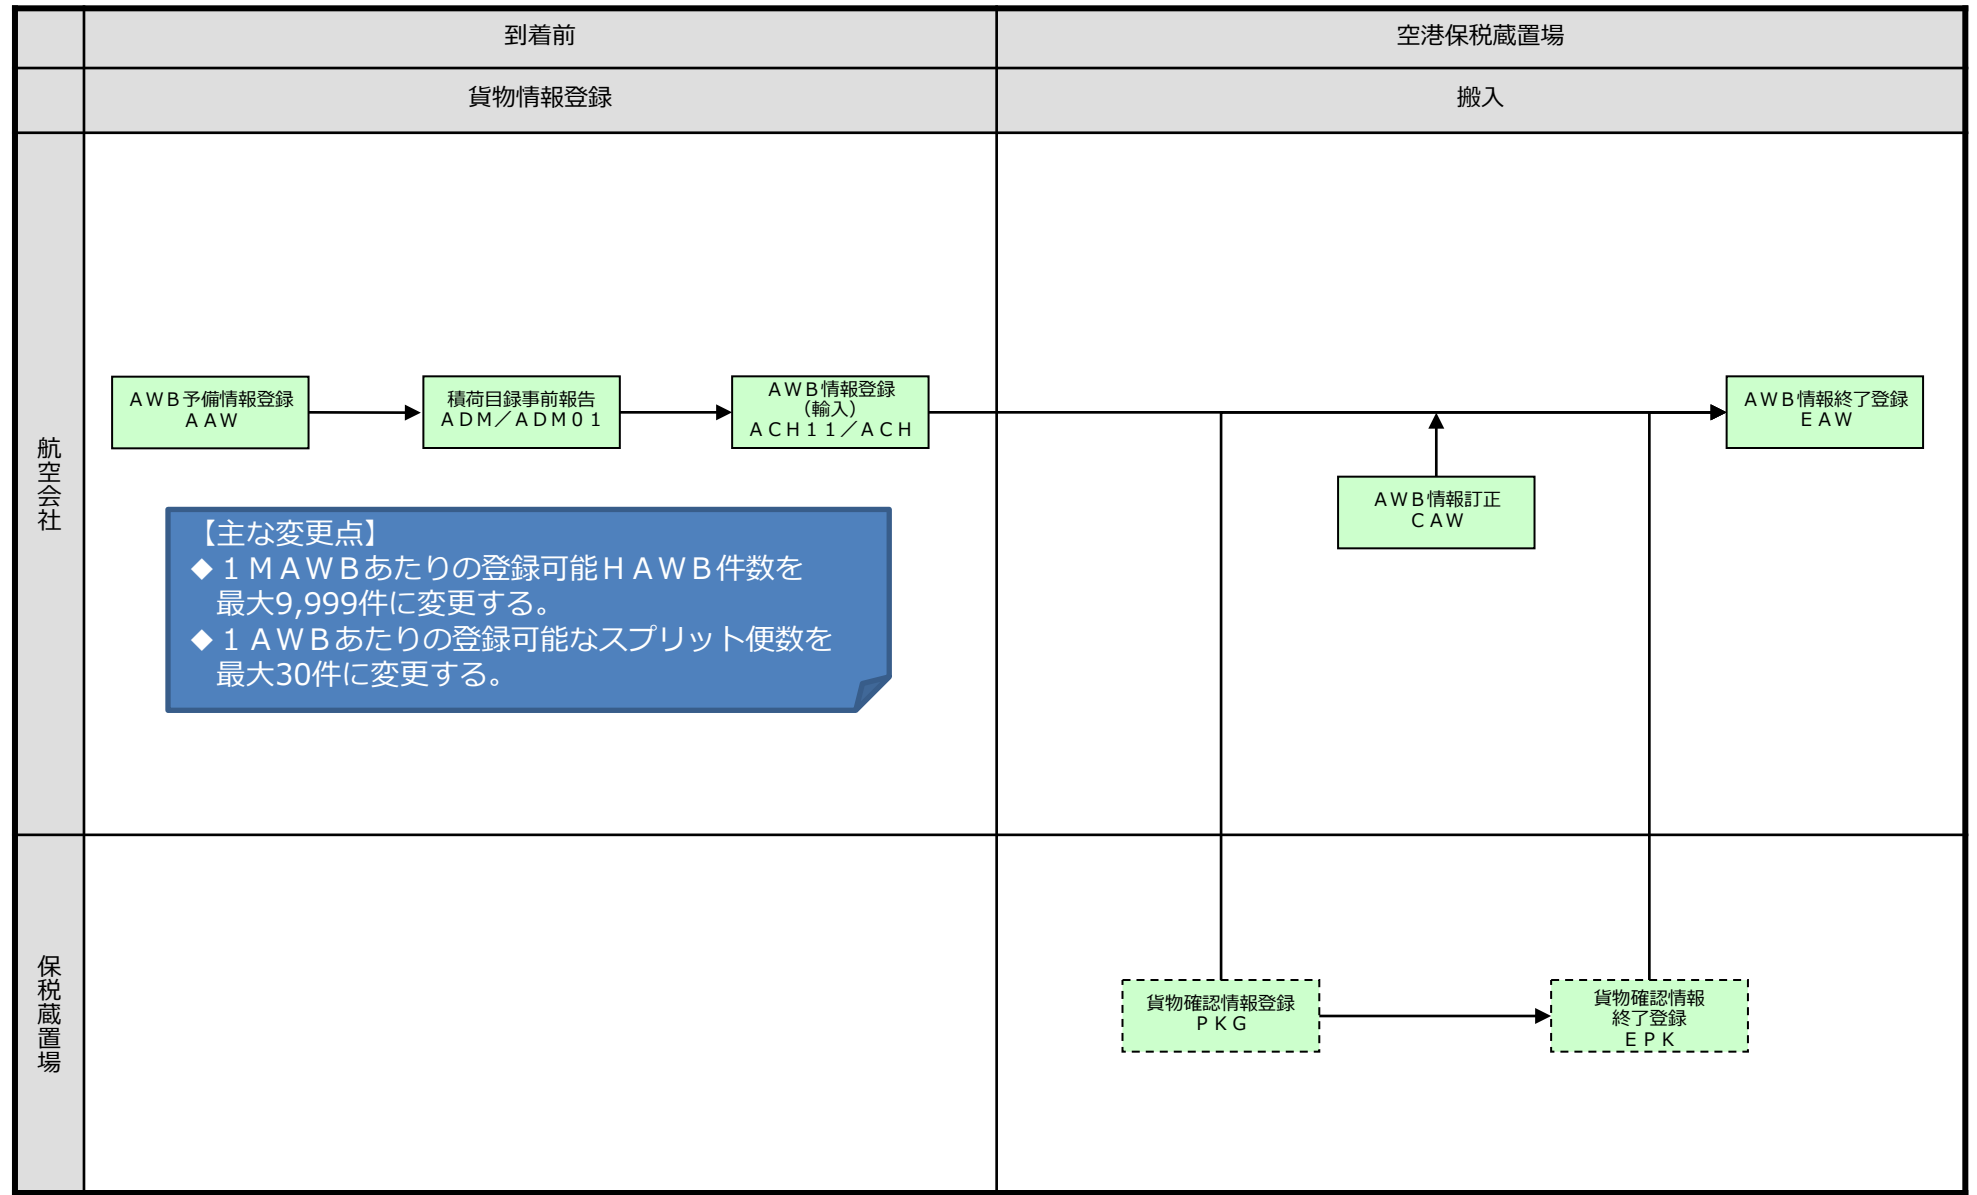 到着前
空港保税蔵置場
貨物情報登録
搬入
航空会社
ＡＷＢ予備情報登録
ＡＡＷ
積荷目録事前報告
ＡＤＭ／ＡＤＭ０１
ＡＷＢ情報登録
（輸入）
ＡＣＨ１１／ＡＣＨ
ＡＷＢ情報終了登録
ＥＡＷ
ＡＷＢ情報訂正
ＣＡＷ
【主な変更点】
◆１ＭＡＷＢあたりの登録可能ＨＡＷＢ件数を
最大9,999件に変更する。
◆１ＡＷＢあたりの登録可能なスプリット便数を
最大30件に変更する。
保税蔵置場
貨物確認情報登録
ＰＫＧ
貨物確認情報
終了登録
ＥＰＫ